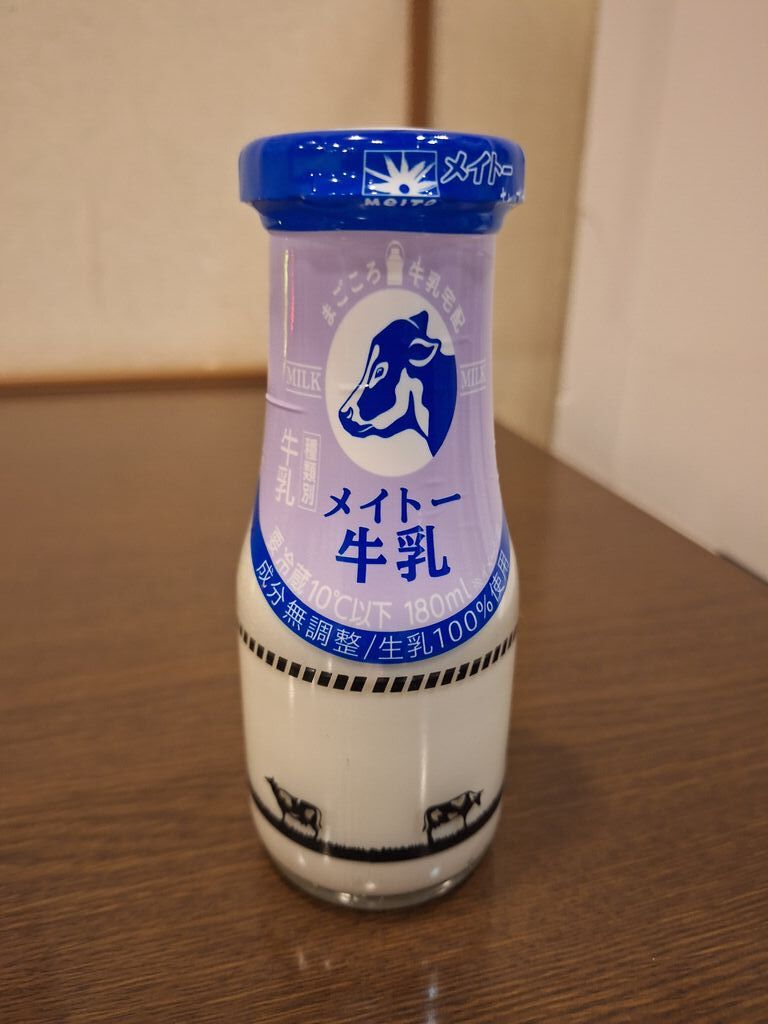 メイトー
MEITO
まごころ 牛乳宅配
MILK
MILK
種類別
牛乳
メイトー
牛乳
要冷蔵10℃以下 180ml
成分無調整/生乳100%使用